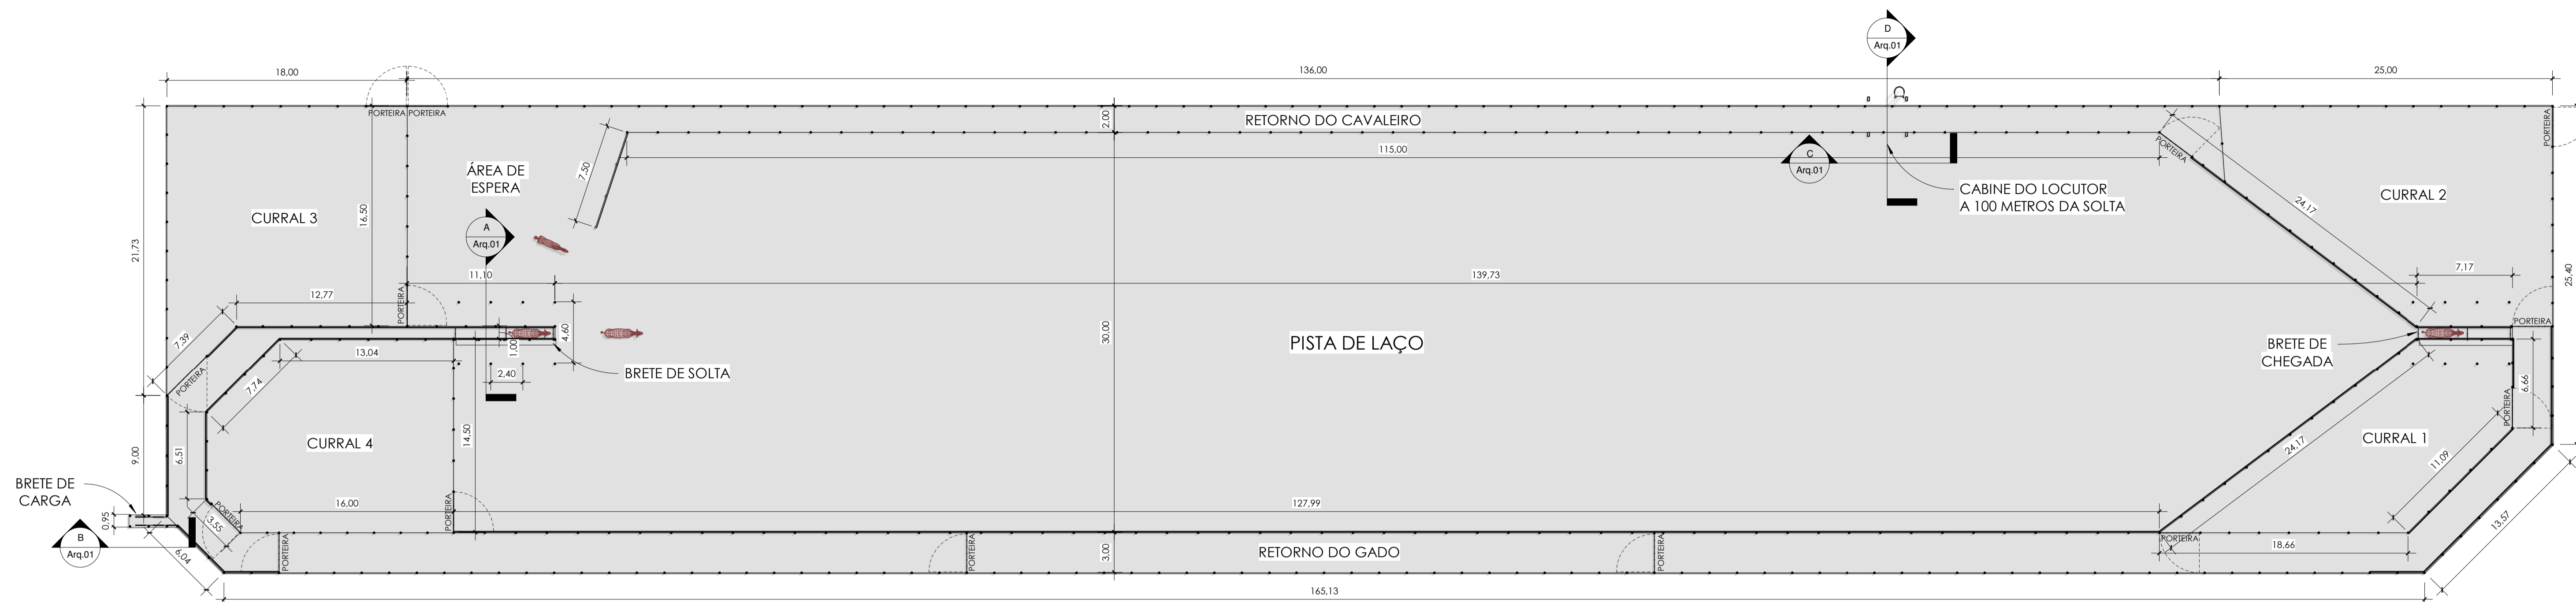 D
Arq.01
18,00
136,00
25,00
PORTEIRA
PORTEIRA
2,00
RETORNO DO CAVALEIRO
PORTEIRA
115,00
PORTEIRA
C
Arq.01
ÁREA DE
ESPERA
7,50
CABINE DO LOCUTOR
A 100 METROS DA SOLTA
24,17
CURRAL 2
CURRAL 3
16,50
A
Arq.01
21,73
11,10
139,73
7,17
25,40
12,77
PORTEIRA
PORTEIRA
7,39
4,60
30,00
PISTA DE LAÇO
BRETE DE
CHEGADA
13,04
1,00
PORTEIRA
7,74
2,40
BRETE DE SOLTA
6,66
PORTEIRA
CURRAL 4
14,50
CURRAL 1
24,17
11,09
9,00
6,51
BRETE DE
CARGA
16,00
127,99
PORTEIRA
PORTEIRA
0,95
3,55
13,57
B
Arq.01
6,04
PORTEIRA
PORTEIRA
RETORNO DO GADO
3,00
PORTEIRA
PORTEIRA
18,66
165,13